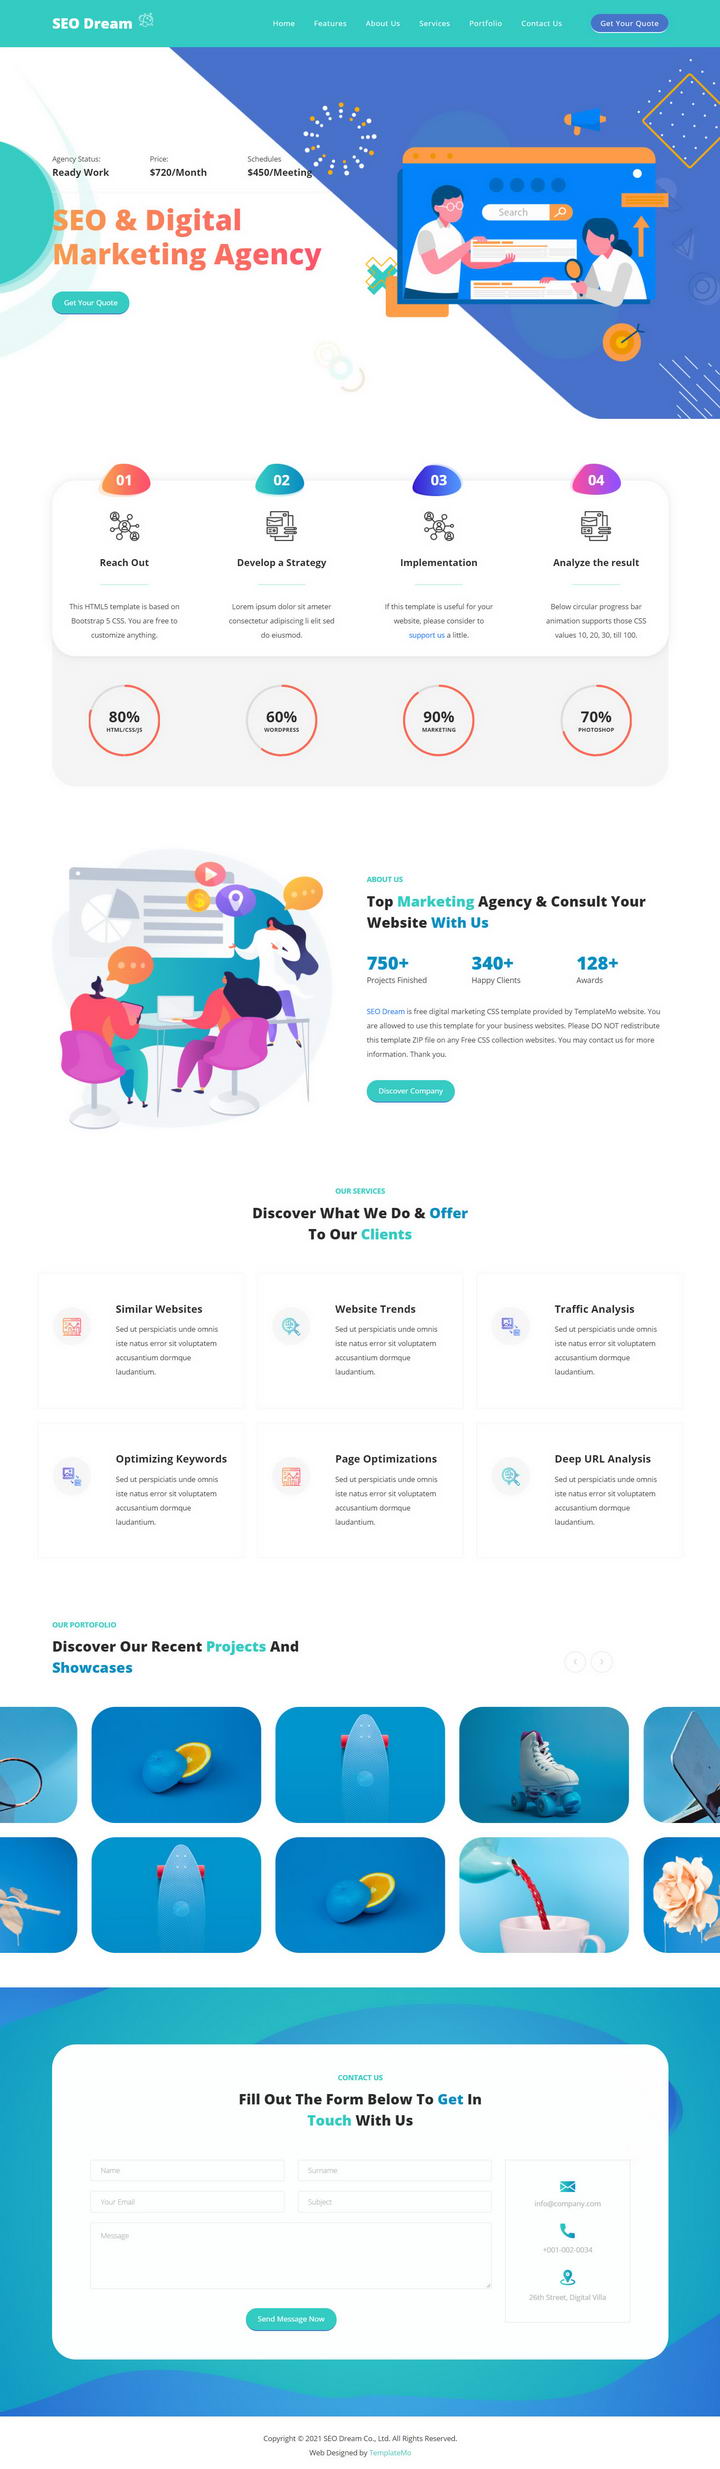 SEO Dream
Home Features About Us Services Portfolio Contact Us Get Your Quote
Agency Status: Price: Schedules
Ready Work $720/Month $450/Meeting
SEO & Digital
Marketing Agency
Get Your Quote
Search
01 02 03 04
Reach Out
This HTML5 template is based on
Bootstrap 5 CSS. You are free to
customize anything.
Develop a Strategy
Lorem ipsum dolor sit ameter
consectetur adipiscing li elit sed
do eiusmod.
Implementation
If this template is useful for your
website, please consider to
support us a little.
Analyze the result
Below circular progress bar
animation supports those CSS
values 10, 20, 30, till 100.
80%
HTML/CSS/JS
60%
WORDPRESS
90%
MARKETING
70%
PHOTOSHOP
ABOUT US
Top Marketing Agency & Consult Your
Website With Us
750+ 340+ 128+
Projects Finished Happy Clients Awards
SEO Dream is free digital marketing CSS template provided by TemplateMo website. You
are allowed to use this template for your business websites. Please DO NOT redistribute
this template ZIP file on any Free CSS collection websites. You may contact us for more
information. Thank you.
Discover Company
OUR SERVICES
Discover What We Do & Offer
To Our Clients
Similar Websites
Sed ut perspiciatis unde omnis
iste natus error sit voluptatem
accusantium dormque
laudantium.
Website Trends
Sed ut perspiciatis unde omnis
iste natus error sit voluptatem
accusantium dormque
laudantium.
Traffic Analysis
Sed ut perspiciatis unde omnis
iste natus error sit voluptatem
accusantium dormque
laudantium.
Optimizing Keywords
Sed ut perspiciatis unde omnis
iste natus error sit voluptatem
accusantium dormque
laudantium.
Page Optimizations
Sed ut perspiciatis unde omnis
iste natus error sit voluptatem
accusantium dormque
laudantium.
Deep URL Analysis
Sed ut perspiciatis unde omnis
iste natus error sit voluptatem
accusantium dormque
laudantium.
OUR PORTOFOLIO
Discover Our Recent Projects And
Showcases
CONTACT US
Fill Out The Form Below To Get In
Touch With Us
Name Surname
Your Email Subject
Message
Send Message Now
info@company.com
+001-002-0034
26th Street, Digital Villa
Copyright © 2021 SEO Dream Co., Ltd. All Rights Reserved.
Web Designed by TemplateMo